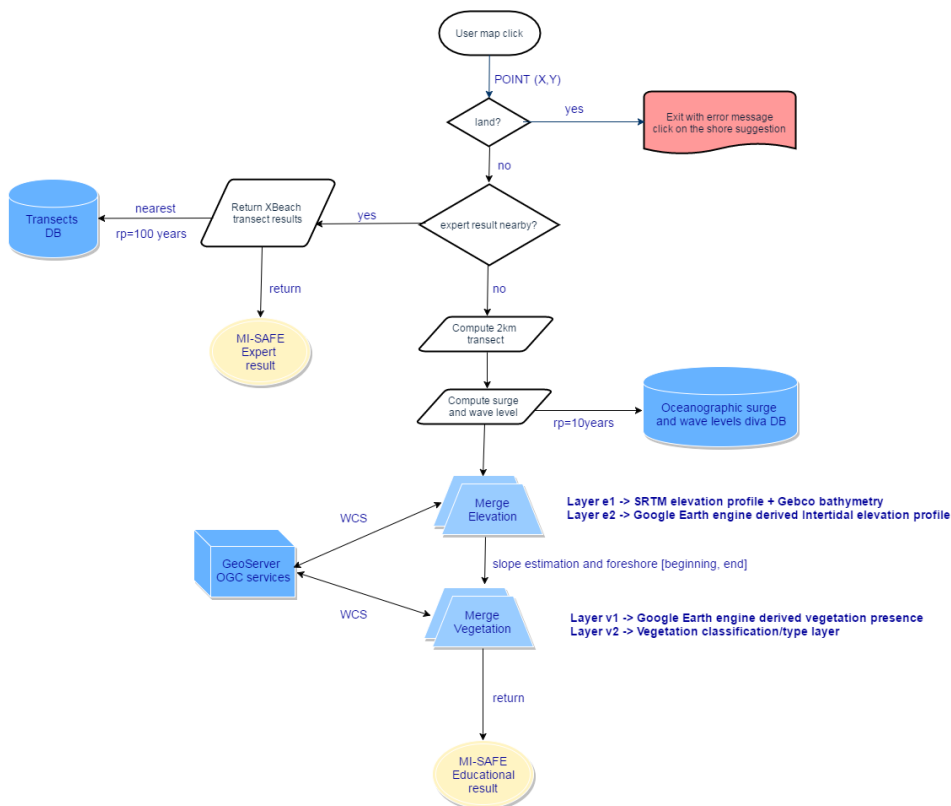 User map click
POINT (X,Y)
land?
yes
Exit with error message
click on the shore suggestion
no
expert result nearby?
yes
Return XBeach
transect results
nearest
rp=100 years
Transects
DB
return
MI-SAFE
Expert
result
no
Compute 2km
transect
Compute surge
and wave level
rp=10years
Oceanographic surge
and wave levels diva DB
Merge
Elevation
Layer e1 -> SRTM elevation profile + Gebco bathymetry
Layer e2 -> Google Earth engine derived Intertidal elevation profile
WCS
GeoServer
OGC services
slope estimation and foreshore [beginning, end]
WCS
Merge
Vegetation
Layer v1 -> Google Earth engine derived vegetation presence
Layer v2 -> Vegetation classification/type layer
return
MI-SAFE
Educational
result